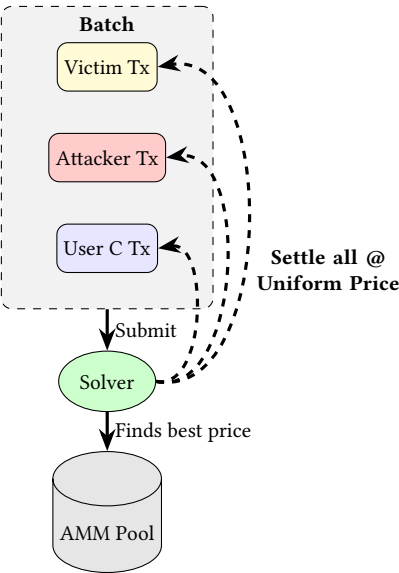 Batch
Victim Tx
Attacker Tx
User C Tx
Settle all @
Uniform Price
Submit
Solver
Finds best price
AMM Pool